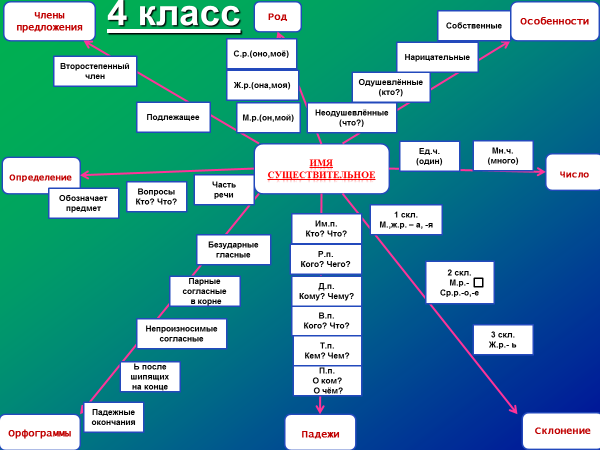 4 класс
Члены
предложения
Род
Особенности
Собственные
С.р.(оно,моё)
Нарицательные
Второстепенный
член
Ж.р.(она,моя)
Одушевлённые
(кто?)
Подлежащее
М.р.(он,мой)
Неодушевлённые
(что?)
ИМЯ
СУЩЕСТВИТЕЛЬНОЕ
Ед.ч.
(один)
Мн.ч.
(много)
Число
Определение
Обозначает
предмет
Вопросы
Кто? Что?
Часть
речи
Им.п.
Кто? Что?
Р.п.
Кого? Чего?
Д.п.
Кому? Чему?
В.п.
Кого? Что?
Т.п.
Кем? Чем?
П.п.
О ком?
О чём?
Падежи
1 скл.
М.,ж.р. – а, -я
2 скл.
М.р.-
Ср.р.-о,-е
3 скл.
Ж.р.- ь
Склонение
Безударные
гласные
Парные
согласные
в корне
Непроизносимые
согласные
Ь после
шипящих
на конце
Падежные
окончания
Орфограммы